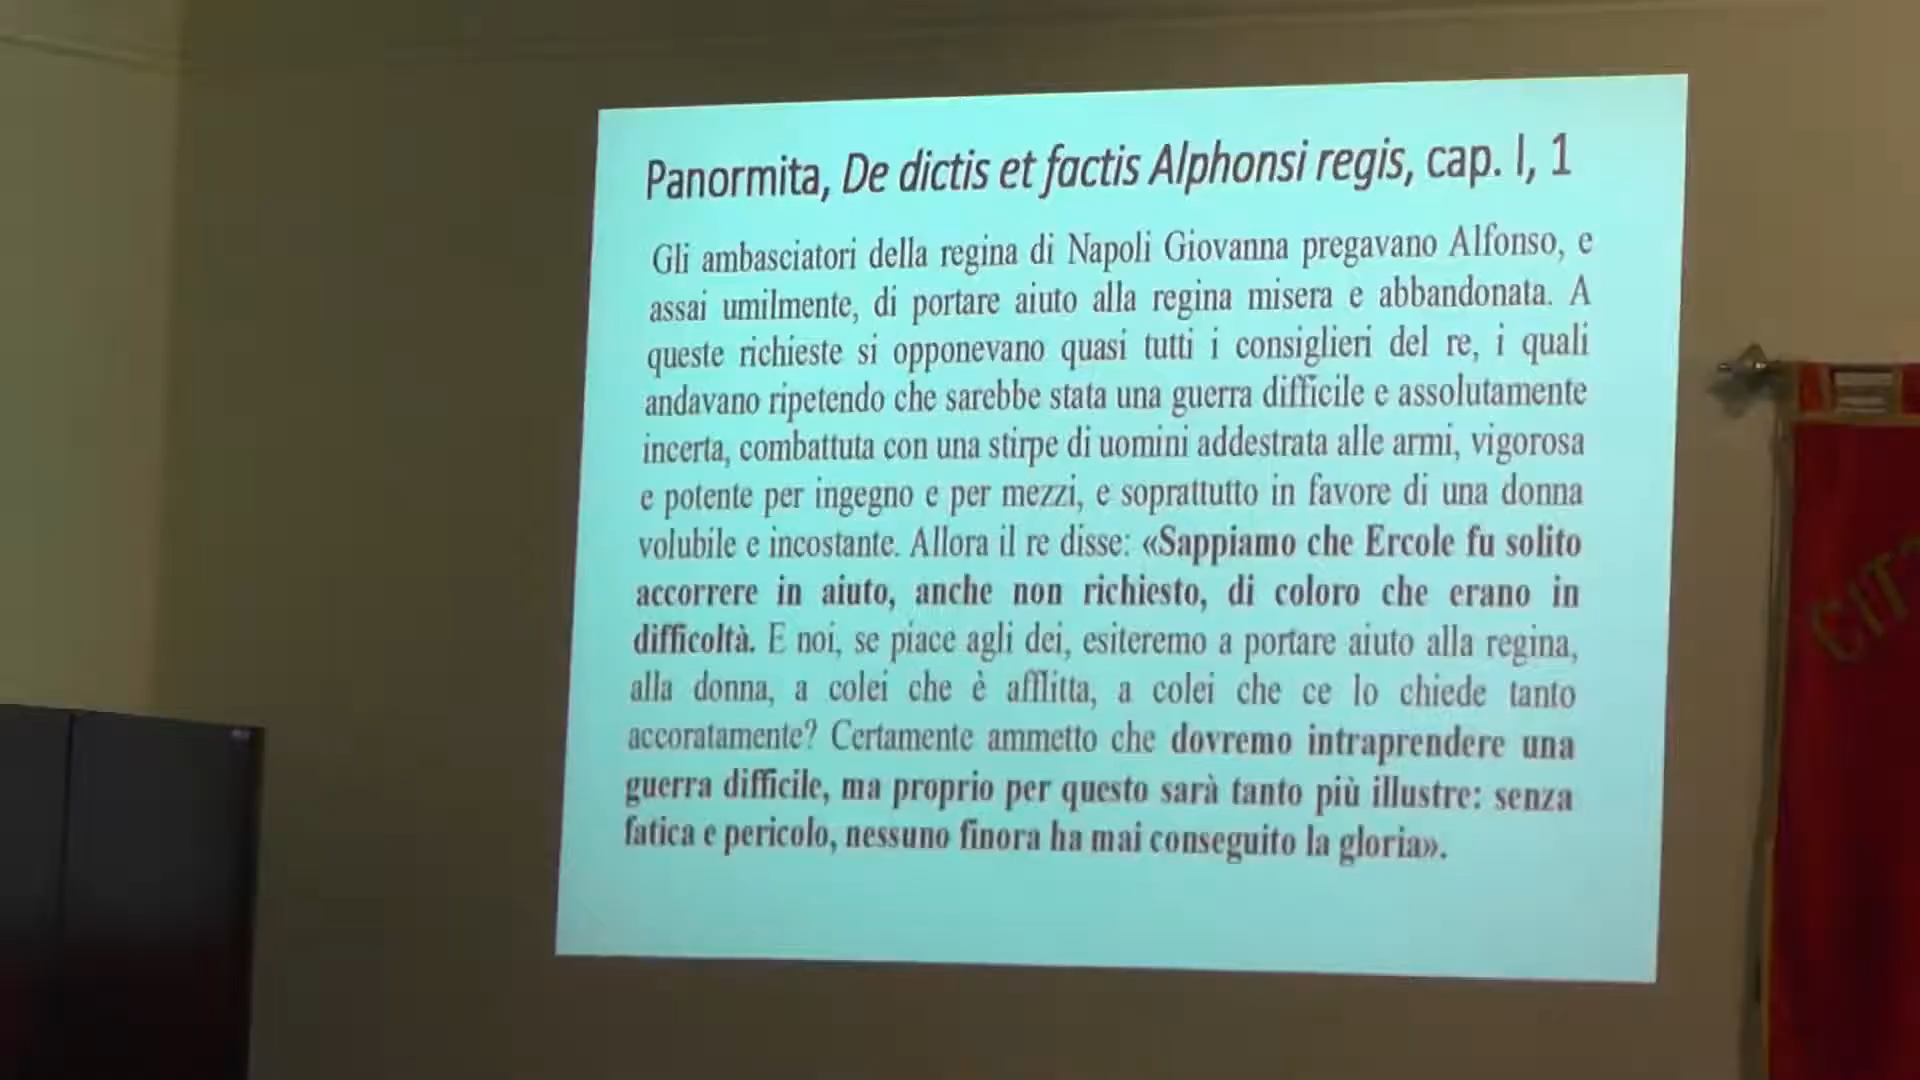 Panormita, De dictis et factis Alphonsi regis, cap. I, 1
Gli ambasciatori della regina di Napoli Giovanna pregavano Alfonso, e
assai umilmente, di portare aiuto alla regina misera e abbandonata. A
queste richieste si opponevano quasi tutti i consiglieri del re, i quali
andavano ripetendo che sarebbe stata una guerra difficile e assolutamente
incerta, combattuta con una stirpe di uomini addestrata alle armi, vigorosa
e potente per ingegno e per mezzi, e soprattutto in favore di una donna
volubile e incostante. Allora il re disse: «Sappiamo che Ercole fu solito
accorrere in aiuto, anche non richiesto, di coloro che erano in
difficoltà. E noi, se piace agli dei, esiteremo a portare aiuto alla regina,
alla donna, a colei che è afflitta, a colei che ce lo chiede tanto
accoratamente? Certamente ammetto che dovremo intraprendere una
guerra difficile, ma proprio per questo sarà tanto più illustre: senza
fatica e pericolo, nessuno finora ha mai conseguito la gloria».